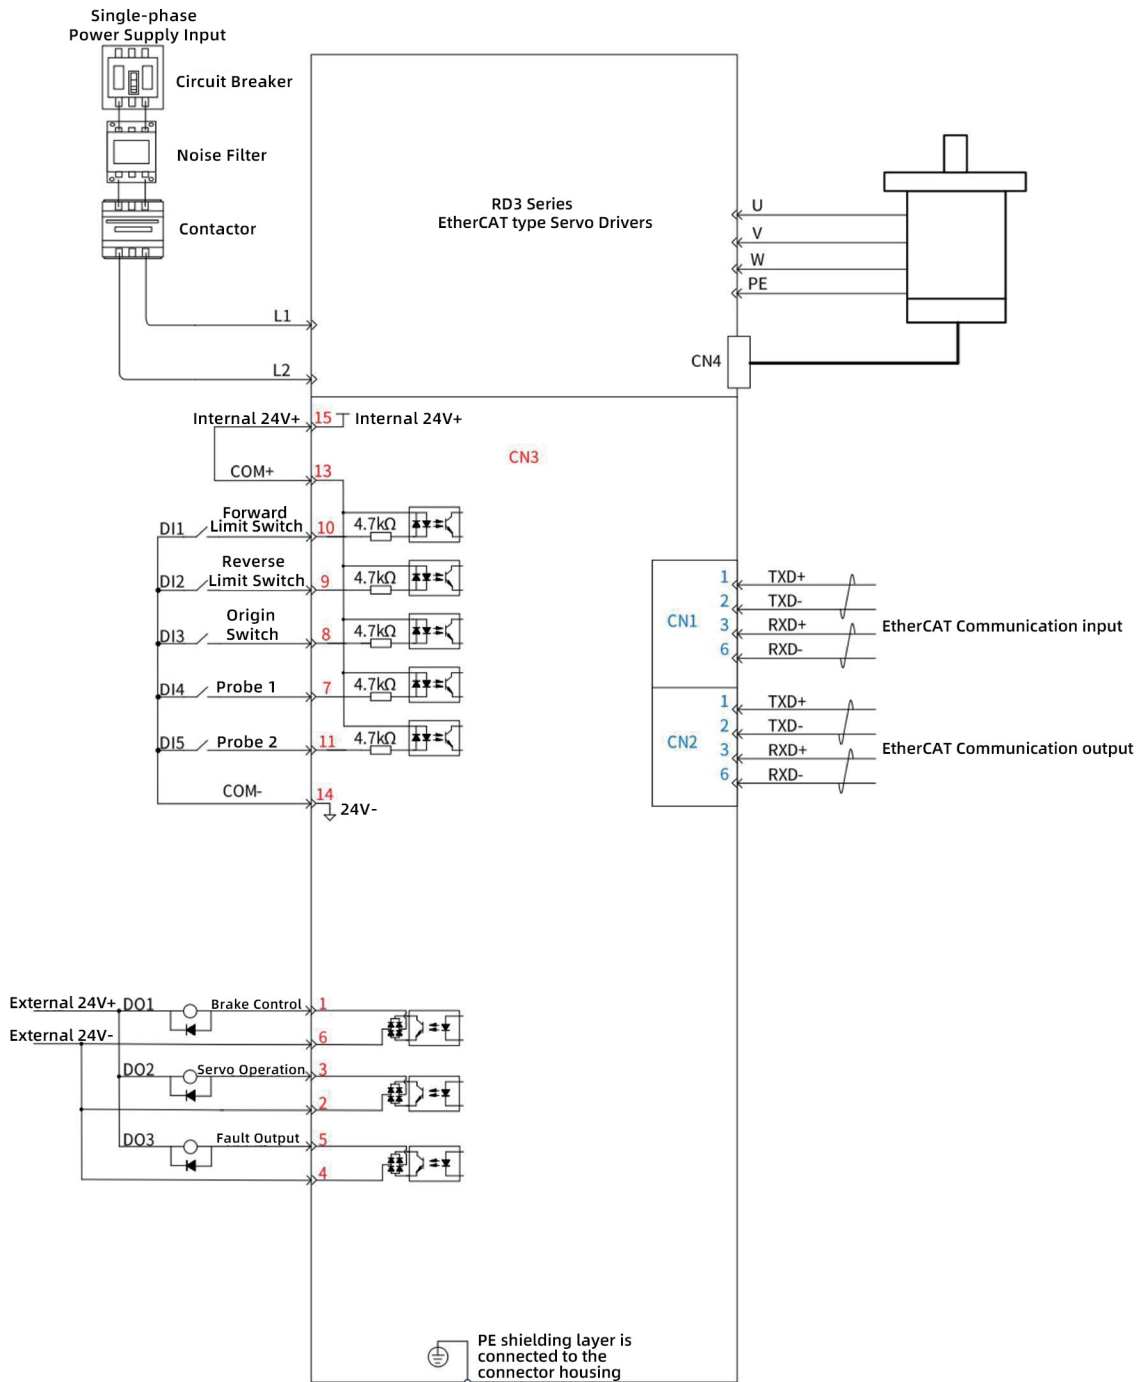 Single-phase
Power Supply Input
Circuit Breaker
Noise Filter
Contactor
RD3 Series
EtherCAT type Servo Drivers
U
V
W
PE
L1
CN4
L2
Internal 24V+
15
Internal 24V+
CN3
COM+
13
Forward
DI1
Limit Switch
10
4.7kΩ
Reverse
DI2
Limit Switch
9
4.7kΩ
Origin
DI3
Switch
8
4.7kΩ
DI4
Probe 1
7
4.7kΩ
DI5
Probe 2
11
4.7kΩ
COM-
14
24V-
CN1
1
TXD+
2
TXD-
3
RXD+
6
RXD-
EtherCAT Communication input
CN2
1
TXD+
2
TXD-
3
RXD+
6
RXD-
EtherCAT Communication output
External 24V+
DO1
Brake Control
1
External 24V-
6
DO2
Servo Operation
3
2
DO3
Fault Output
5
4
PE shielding layer is
connected to the
connector housing